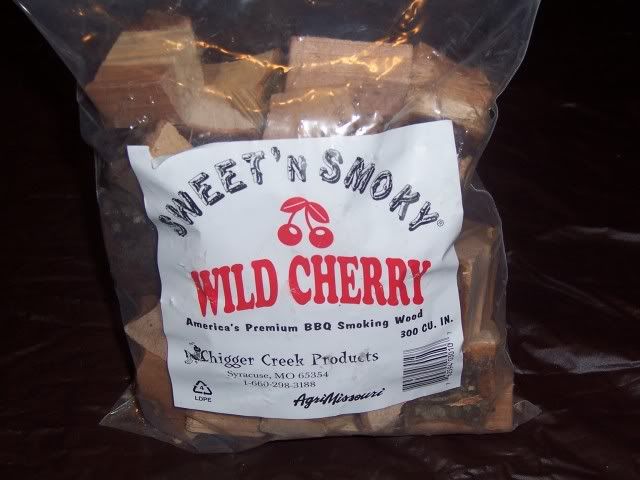 SWEET'N SMOKY®
WILD CHERRY
America's Premium BBQ Smoking Wood
300 CU. IN.
Chigger Creek Products
Syracuse, MO 65354
1-660-298-3188
LDPE
AgriMissouri